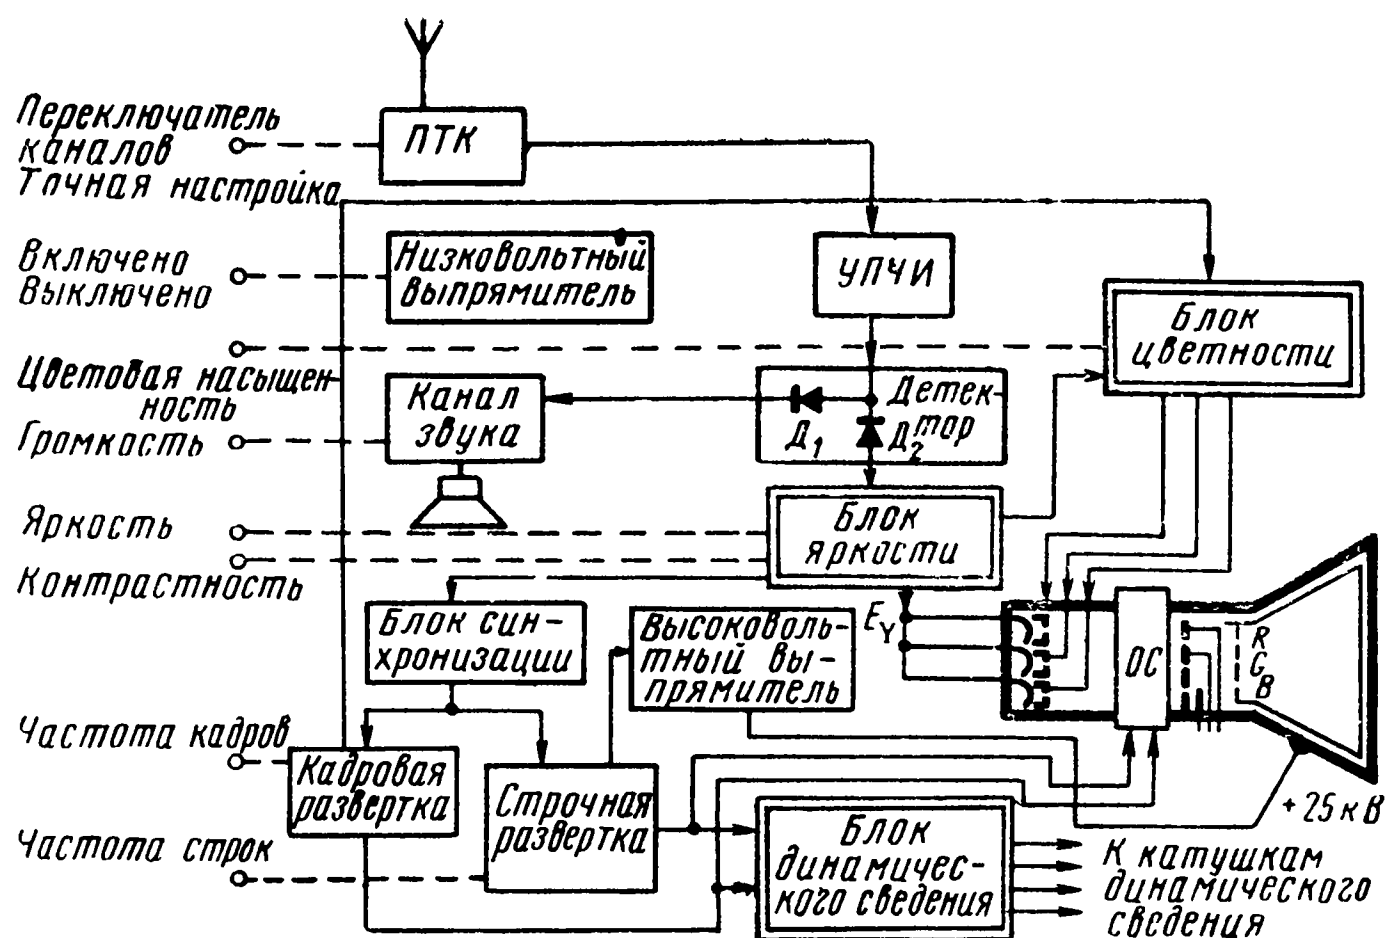 Переключатель
каналов
Точная настройка
ПТК
Включено
Выключено
Низковольтный
выпрямитель
УПЧИ
Блок
цветности
Цветовая насыщен-
ность
Канал
звука
Детек-
тор
Д1
Д2
Громкость
Яркость
Контрастность
Блок
яркости
Блок син-
хронизации
Высоковоль-
тный вы-
прямитель
EY
ОС
R
G
B
Частота кадров
Кадровая
развертка
Строчная
развертка
+25кВ
Частота строк
Блок
динамичес-
кого сведения
К катушкам
динамического
сведения